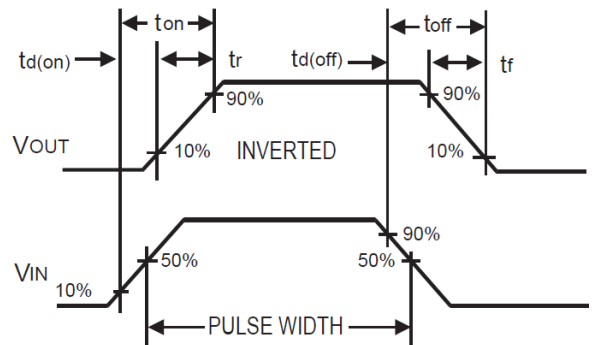 ton toff
td(on) tr td(off) tf
90% 90%
VOUT 10% INVERTED 10%
90%
50% 50%
VIN
10%
PULSE WIDTH